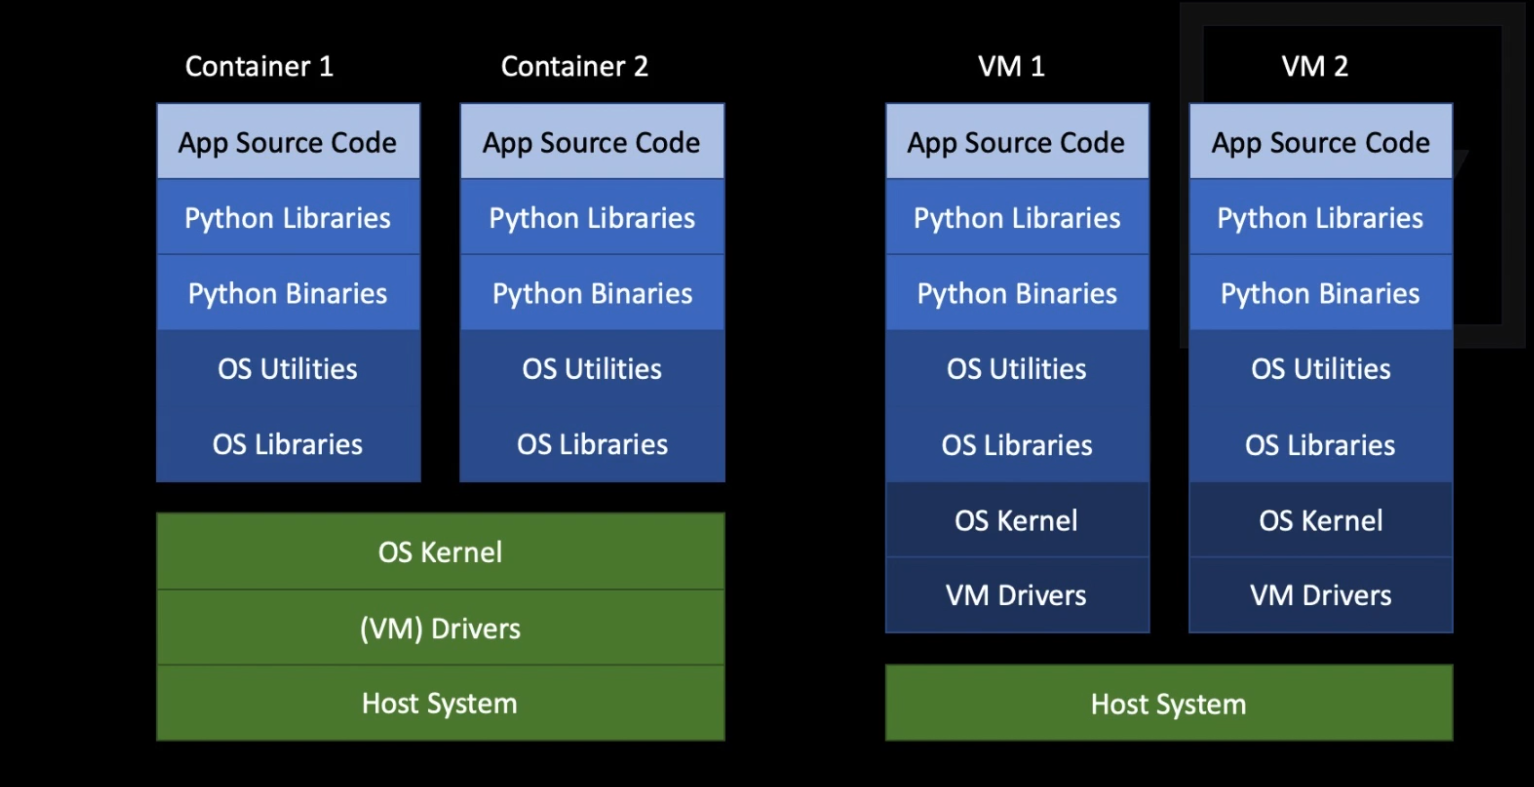 Container 1
App Source Code
Python Libraries
Python Binaries
OS Utilities
OS Libraries
Container 2
App Source Code
Python Libraries
Python Binaries
OS Utilities
OS Libraries
OS Kernel
(VM) Drivers
Host System
VM 1
App Source Code
Python Libraries
Python Binaries
OS Utilities
OS Libraries
OS Kernel
VM Drivers
VM 2
App Source Code
Python Libraries
Python Binaries
OS Utilities
OS Libraries
OS Kernel
VM Drivers
Host System